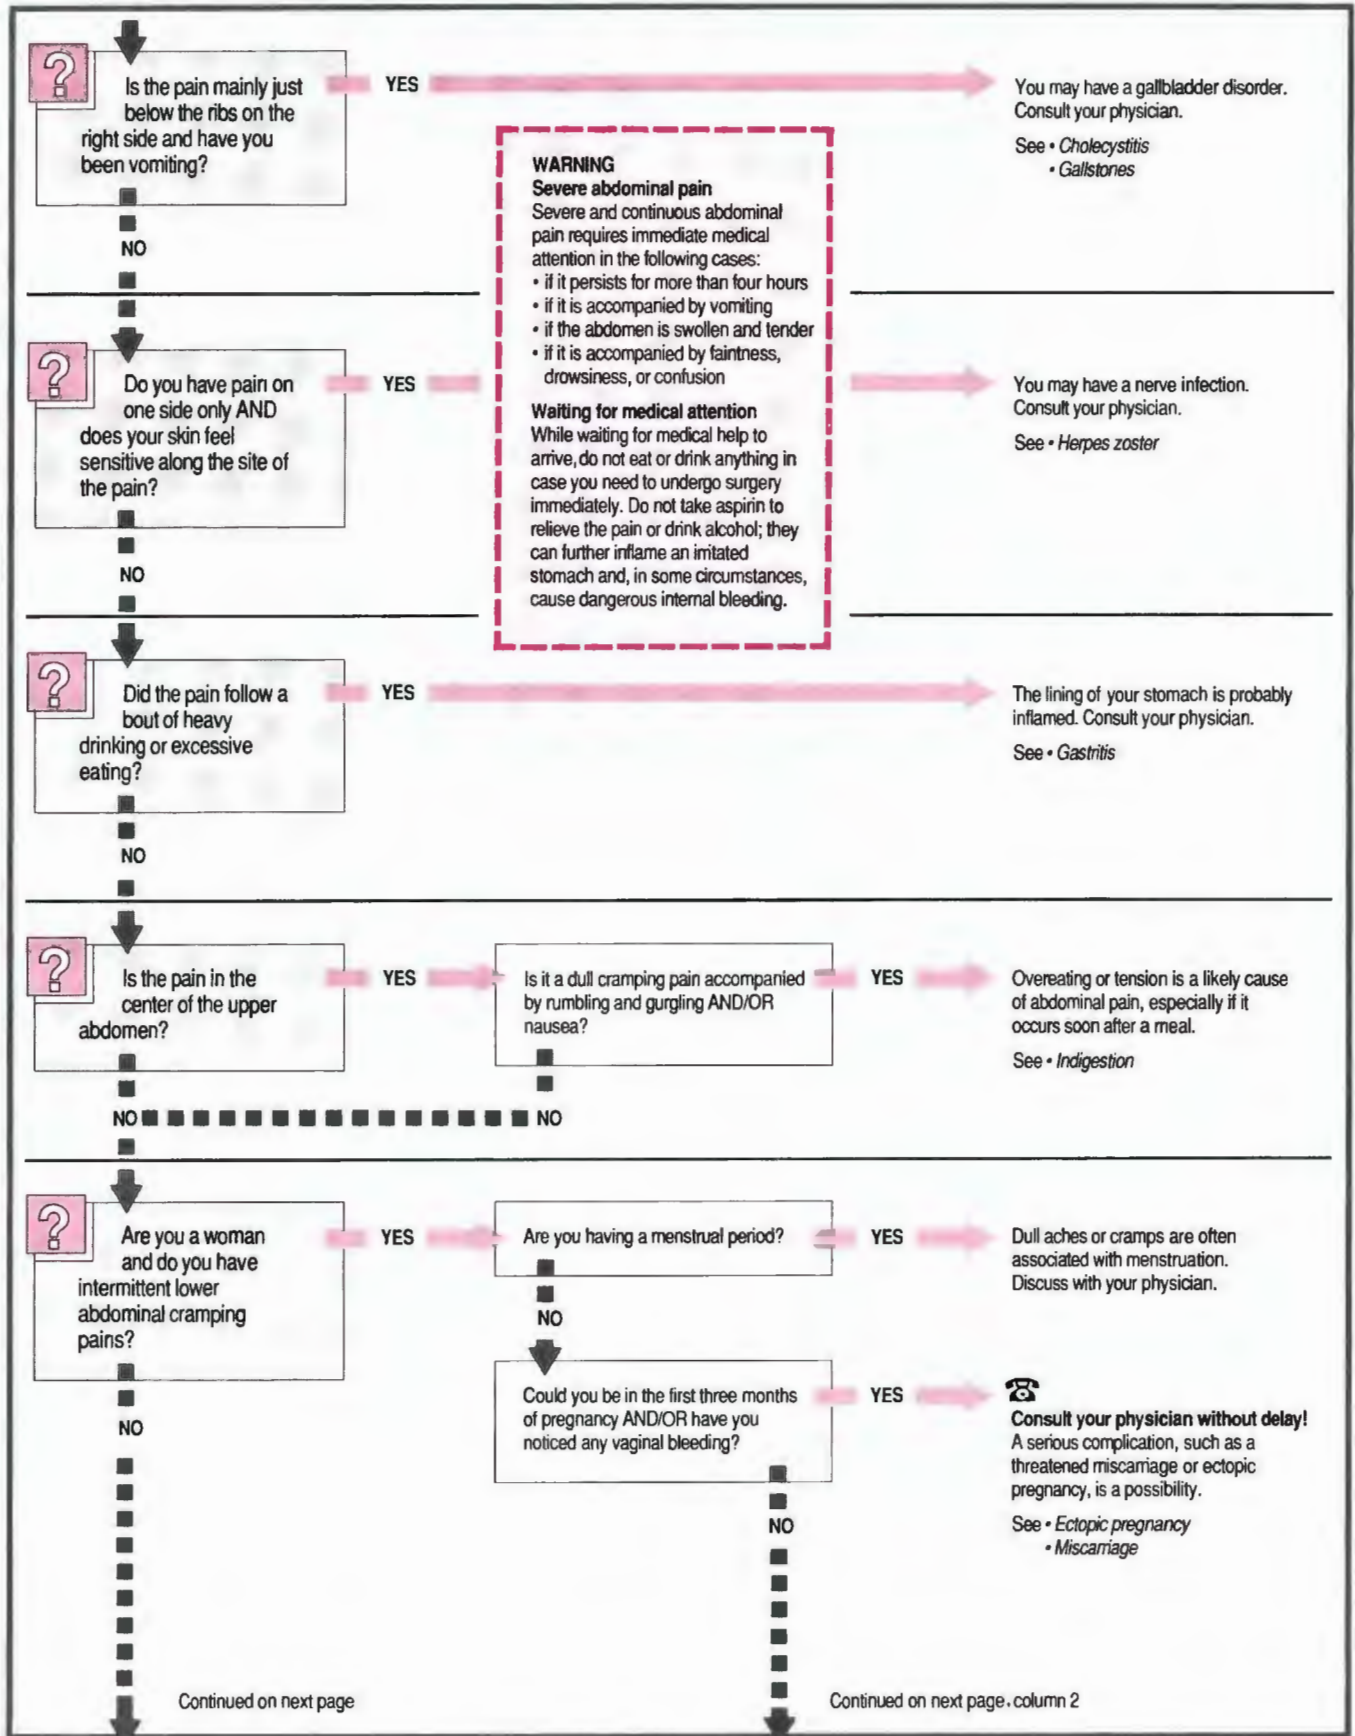 ?
Is the pain mainly just
below the ribs on the
right side and have you
been vomiting?
YES
You may have a gallbladder disorder.
Consult your physician.
See • Cholecystitis
• Gallstones
NO
WARNING
Severe abdominal pain
Severe and continuous abdominal
pain requires immediate medical
attention in the following cases:
• if it persists for more than four hours
• if it is accompanied by vomiting
• if the abdomen is swollen and tender
• if it is accompanied by faintness,
drowsiness, or confusion
Waiting for medical attention
While waiting for medical help to
arrive, do not eat or drink anything in
case you need to undergo surgery
immediately. Do not take aspirin to
relieve the pain or drink alcohol; they
can further inflame an irritated
stomach and, in some circumstances,
cause dangerous internal bleeding.
?
Do you have pain on
one side only AND
does your skin feel
sensitive along the site of
the pain?
YES
You may have a nerve infection.
Consult your physician.
See • Herpes zoster
NO
?
Did the pain follow a
bout of heavy
drinking or excessive
eating?
YES
The lining of your stomach is probably
inflamed. Consult your physician.
See • Gastritis
NO
?
Is the pain in the
center of the upper
abdomen?
YES
Is it a dull cramping pain accompanied
by rumbling and gurgling AND/OR
nausea?
YES
Overeating or tension is a likely cause
of abdominal pain, especially if it
occurs soon after a meal.
See • Indigestion
NO
NO
?
Are you a woman
and do you have
intermittent lower
abdominal cramping
pains?
YES
Are you having a menstrual period?
YES
Dull aches or cramps are often
associated with menstruation.
Discuss with your physician.
NO
NO
Could you be in the first three months
of pregnancy AND/OR have you
noticed any vaginal bleeding?
YES
Consult your physician without delay!
A serious complication, such as a
threatened miscarriage or ectopic
pregnancy, is a possibility.
See • Ectopic pregnancy
• Miscarriage
NO
Continued on next page
Continued on next page, column 2